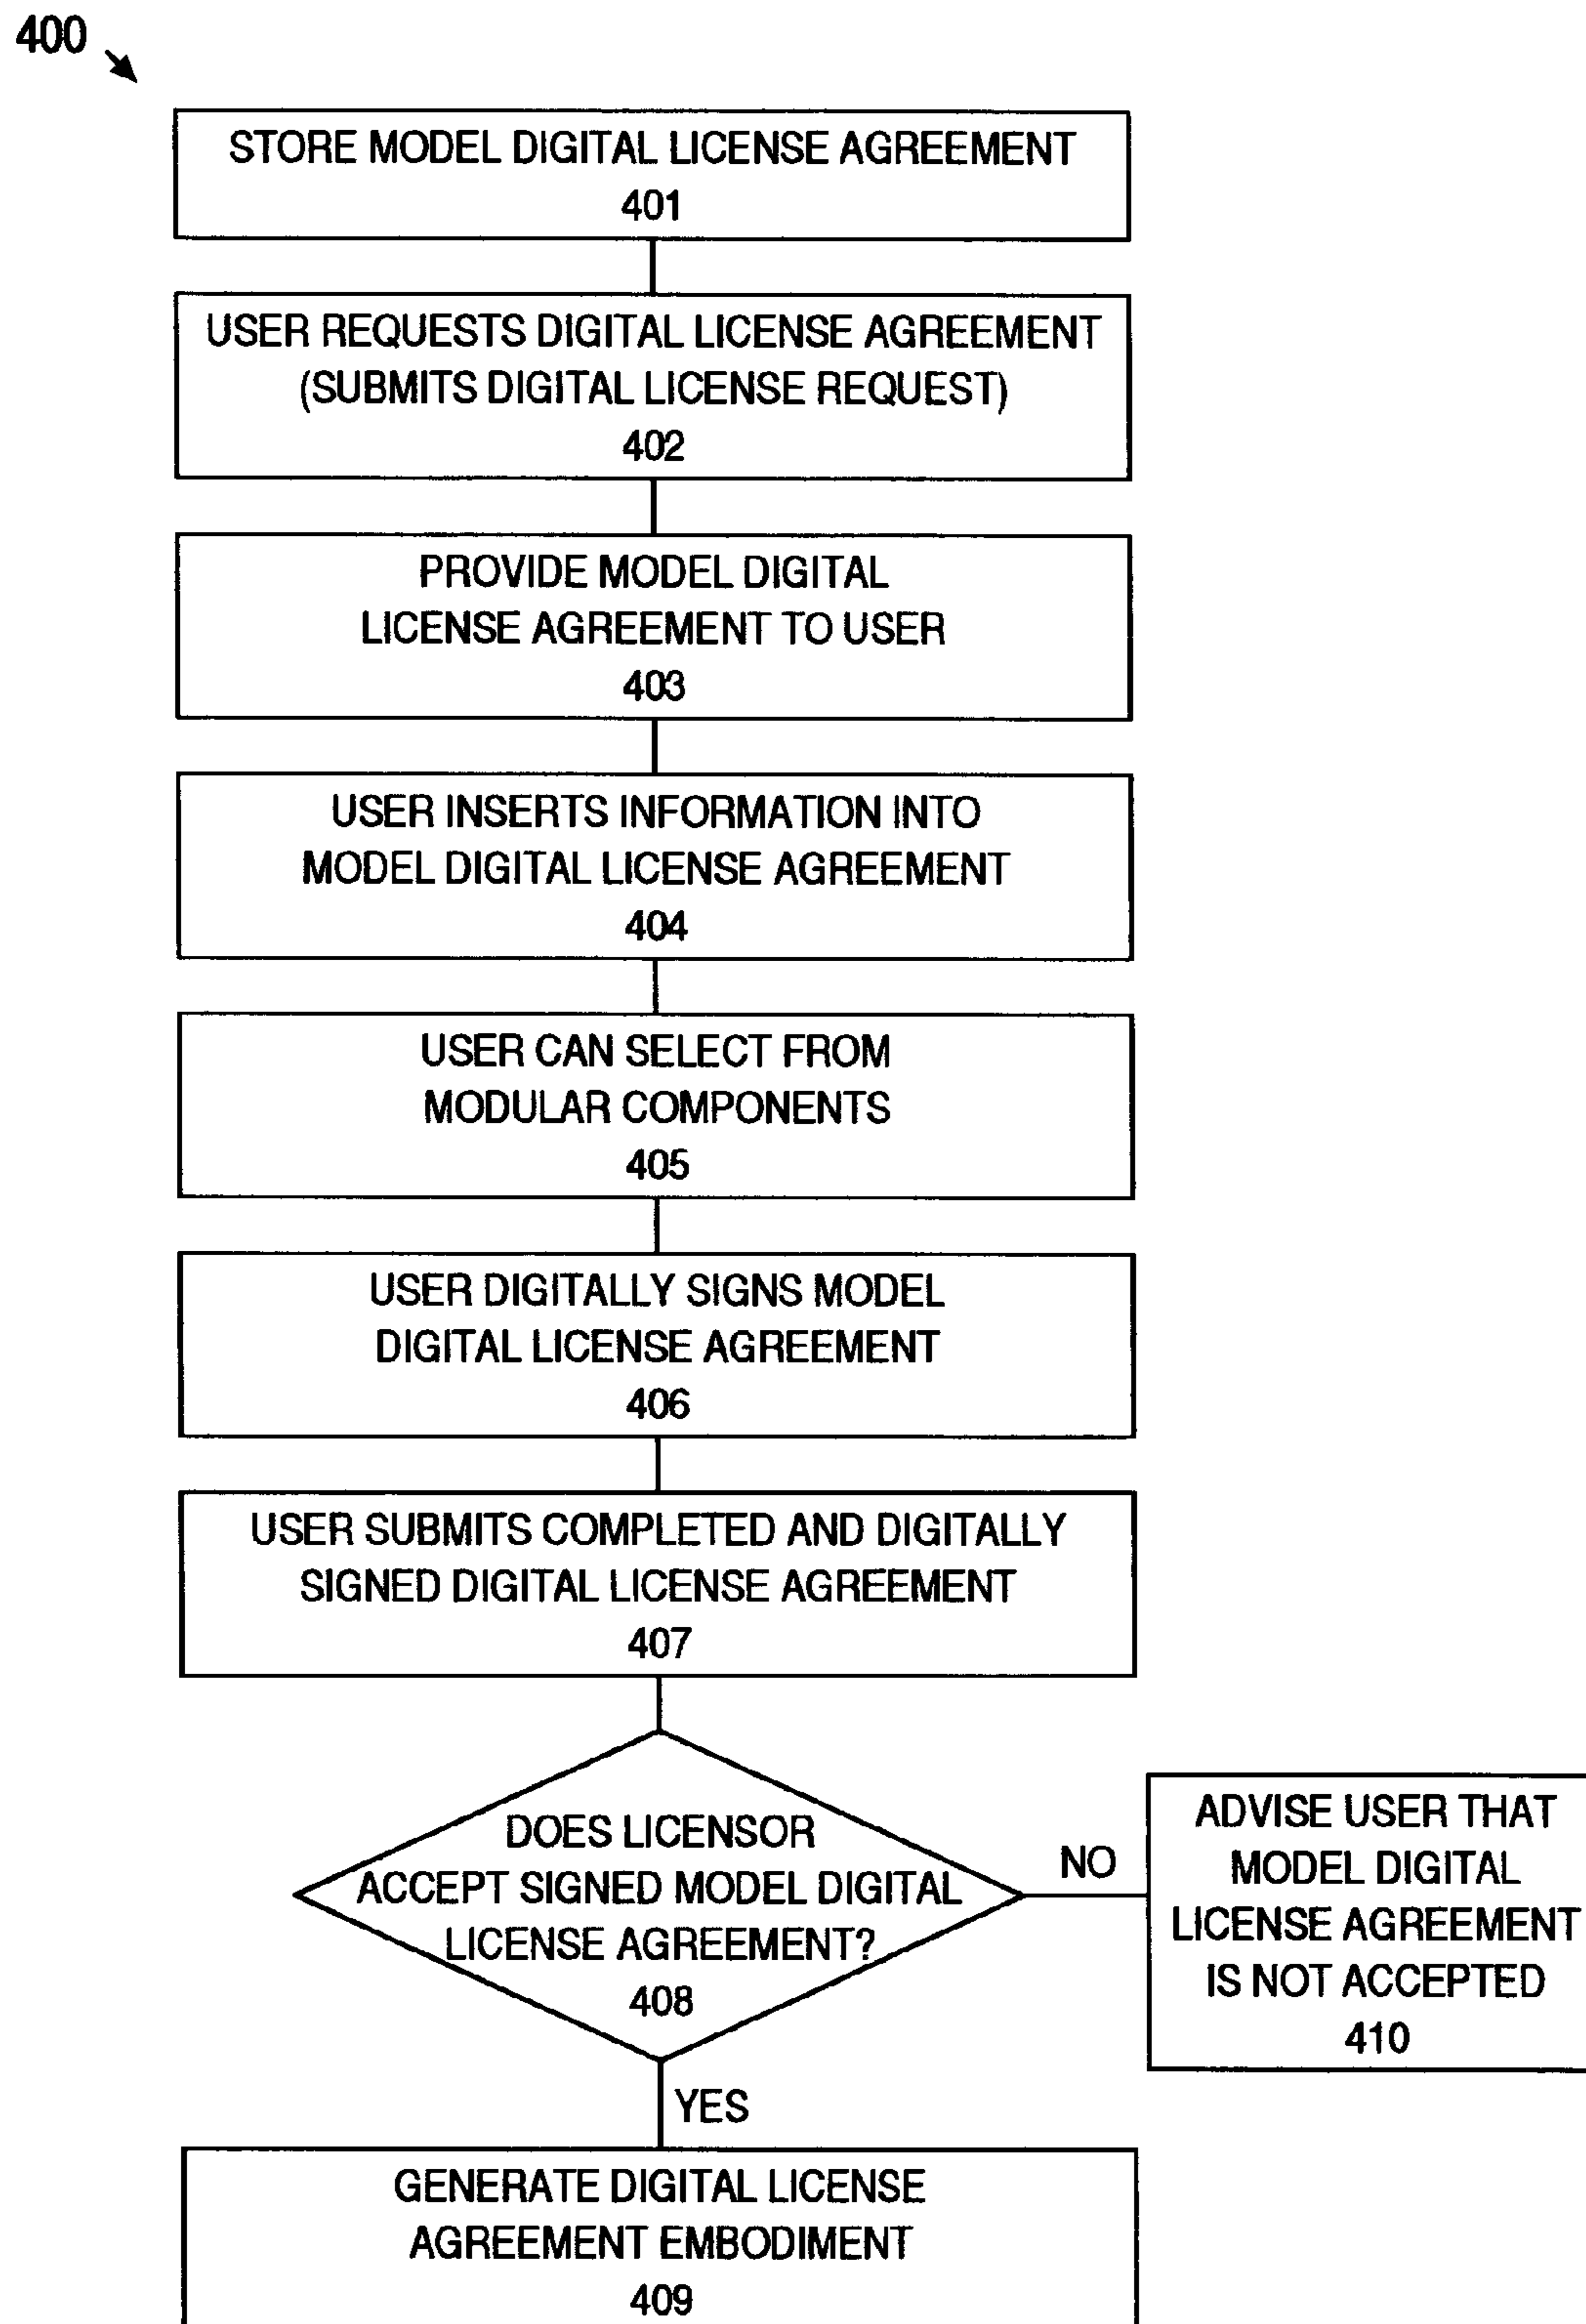 400
STORE MODEL DIGITAL LICENSE AGREEMENT
401
USER REQUESTS DIGITAL LICENSE AGREEMENT
(SUBMITS DIGITAL LICENSE REQUEST)
402
PROVIDE MODEL DIGITAL
LICENSE AGREEMENT TO USER
403
USER INSERTS INFORMATION INTO
MODEL DIGITAL LICENSE AGREEMENT
404
USER CAN SELECT FROM
MODULAR COMPONENTS
405
USER DIGITALLY SIGNS MODEL
DIGITAL LICENSE AGREEMENT
406
USER SUBMITS COMPLETED AND DIGITALLY
SIGNED DIGITAL LICENSE AGREEMENT
407
DOES LICENSOR
ACCEPT SIGNED MODEL DIGITAL
LICENSE AGREEMENT?
408
NO
ADVISE USER THAT
MODEL DIGITAL
LICENSE AGREEMENT
IS NOT ACCEPTED
410
YES
GENERATE DIGITAL LICENSE
AGREEMENT EMBODIMENT
409